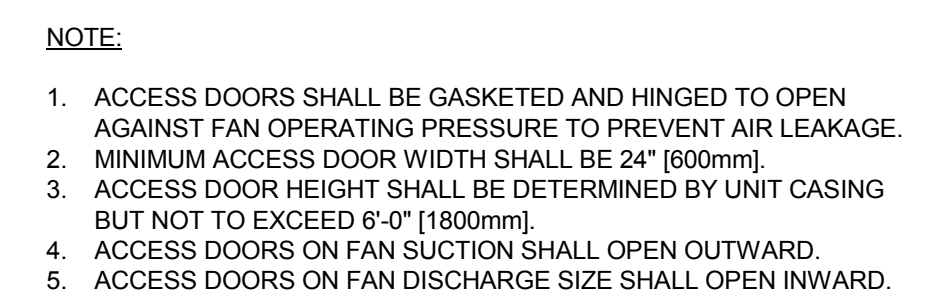 NOTE:
1. ACCESS DOORS SHALL BE GASKETED AND HINGED TO OPEN
AGAINST FAN OPERATING PRESSURE TO PREVENT AIR LEAKAGE.
2. MINIMUM ACCESS DOOR WIDTH SHALL BE 24" [600mm].
3. ACCESS DOOR HEIGHT SHALL BE DETERMINED BY UNIT CASING
BUT NOT TO EXCEED 6'-0" [1800mm].
4. ACCESS DOORS ON FAN SUCTION SHALL OPEN OUTWARD.
5. ACCESS DOORS ON FAN DISCHARGE SIZE SHALL OPEN INWARD.